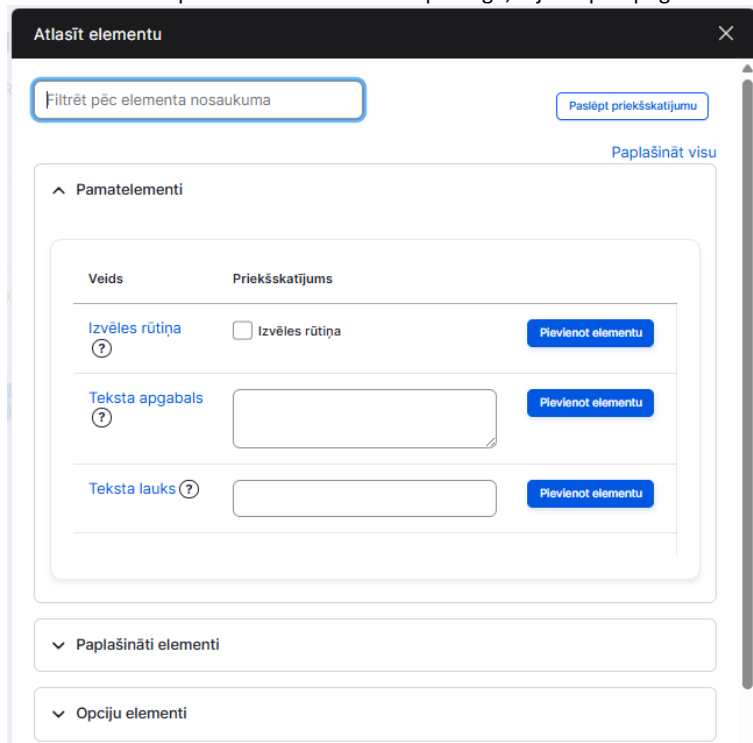 Atlasīt elementu
Filtrēt pēc elementa nosaukuma
Paslēpt priekšskatijumu
Paplašināt visu
Pamatelementi
Veids Priekšskatījums
Izvēles rūtiņa
Izvēles rūtiņa
Pievienot elementu
Teksta apgabals
Pievienot elementu
Teksta lauks
Pievienot elementu
Paplašināti elementi
Opciju elementi